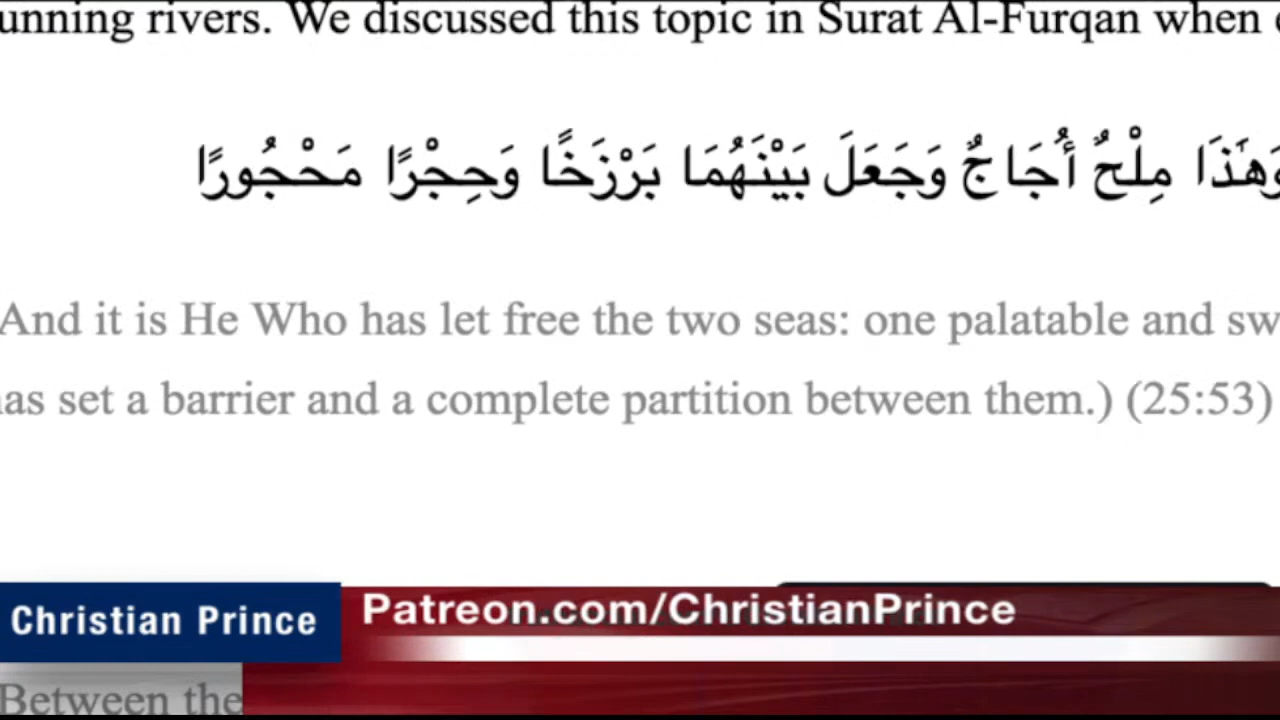 unning rivers. We discussed this topic in Surat Al-Furqan when
وَهَٰذَا مِلْحٌ أُجَاجٌ وَجَعَلَ بَيْنَهُمَا بَرْزَخًا وَحِجْرًا مَحْجُورًا
And it is He Who has let free the two seas: one palatable and sw
as set a barrier and a complete partition between them.) (25:53)
Christian Prince
Patreon.com/ChristianPrince
Between the